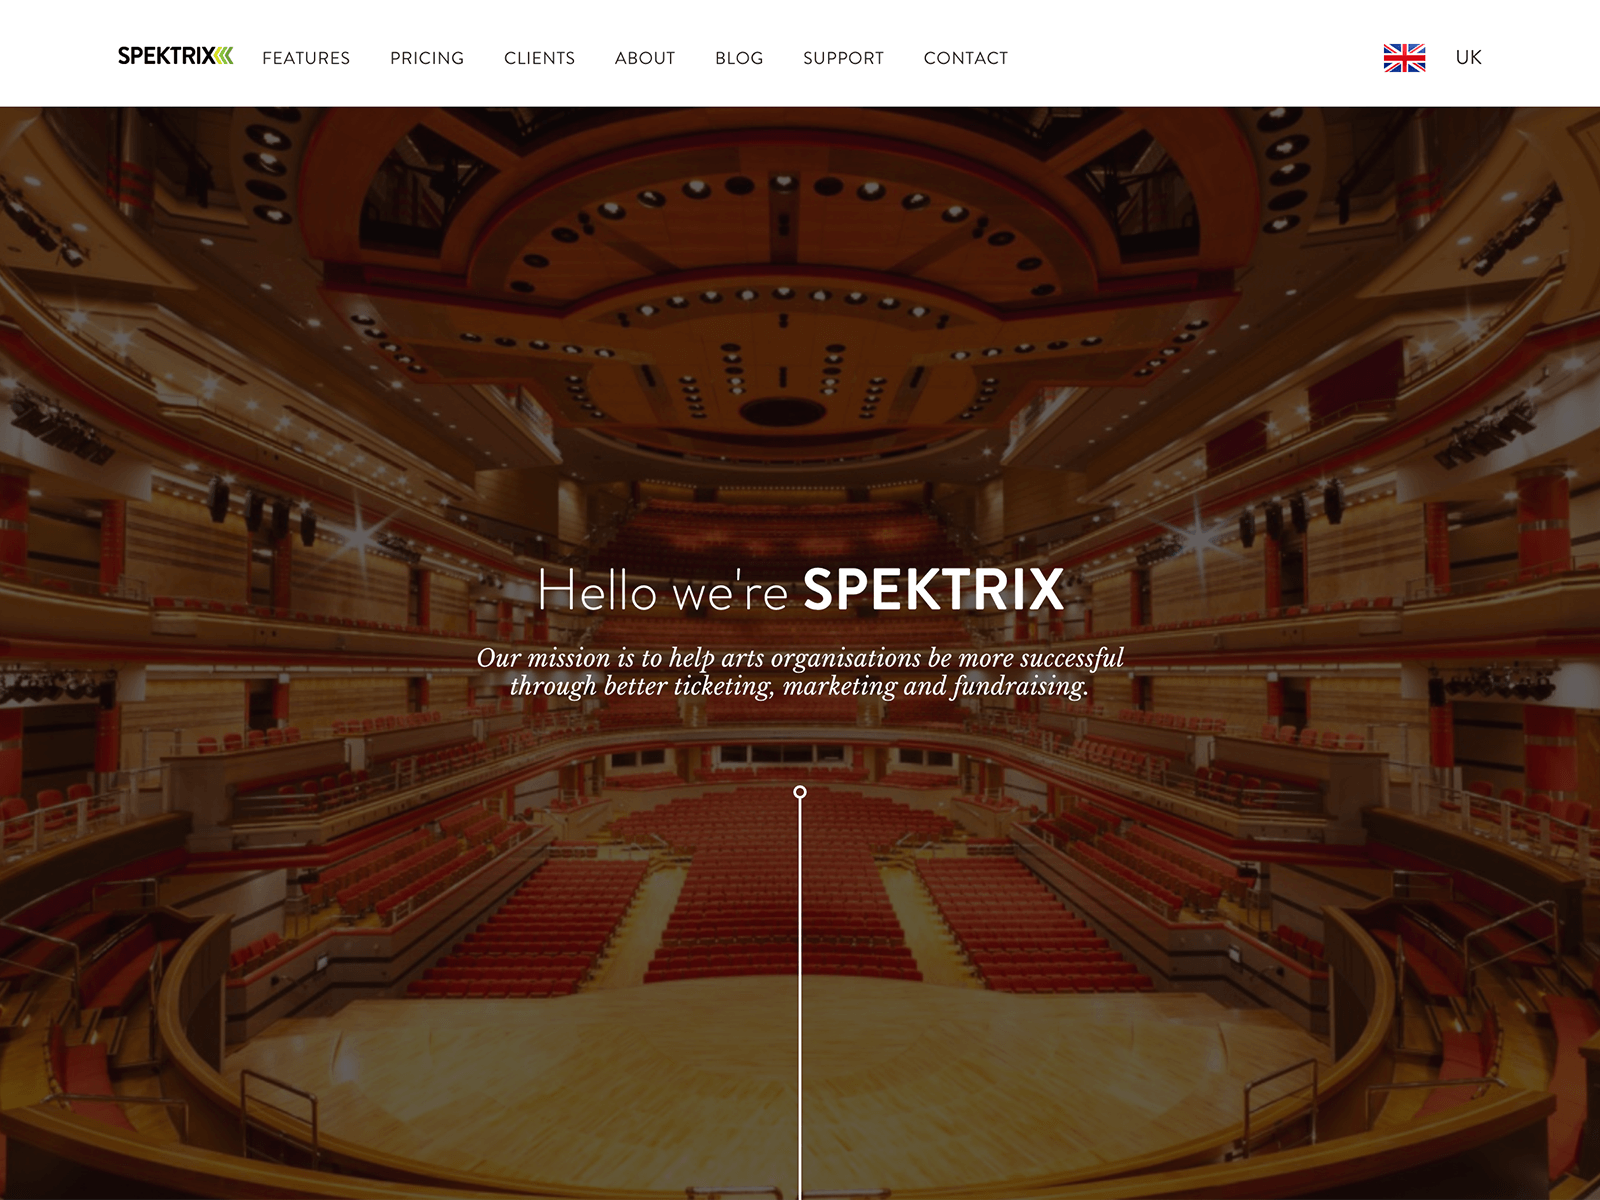 SPEKTRIX FEATURES PRICING CLIENTS ABOUT BLOG SUPPORT CONTACT UK
Hello we're SPEKTRIX
Our mission is to help arts organisations be more successful
through better ticketing, marketing and fundraising.